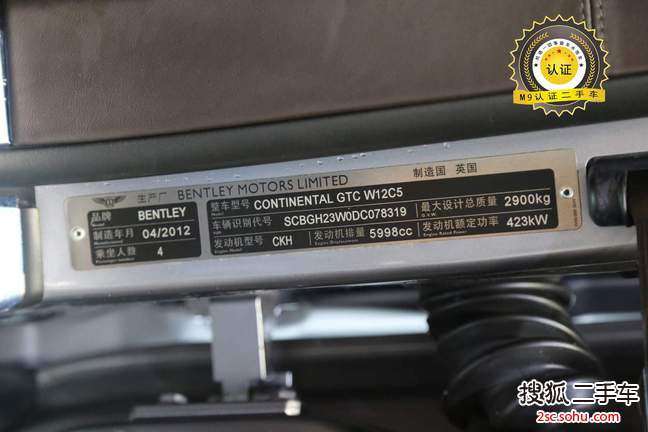 认证
M9认证二手车
生产厂 BENTLEY MOTORS LIMITED 制造国 英国
品牌 BENTLEY
制造年月 04/2012
乘坐人数 4
整车型号 CONTINENTAL GTC W12C5 最大设计总质量 2900kg
车辆识别代号 SCBGH23W0DC078319 发动机额定功率 423kW
发动机型号 CKH 发动机排量 5998cc
搜狐二手车
2sc.sohu.com